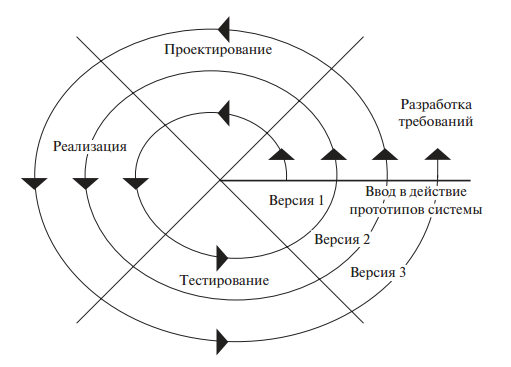 Проектирование
Разработка
требований
Реализация
Ввод в действие
Версия 1
прототипов системы
Версия 2
Версия 3
Тестирование